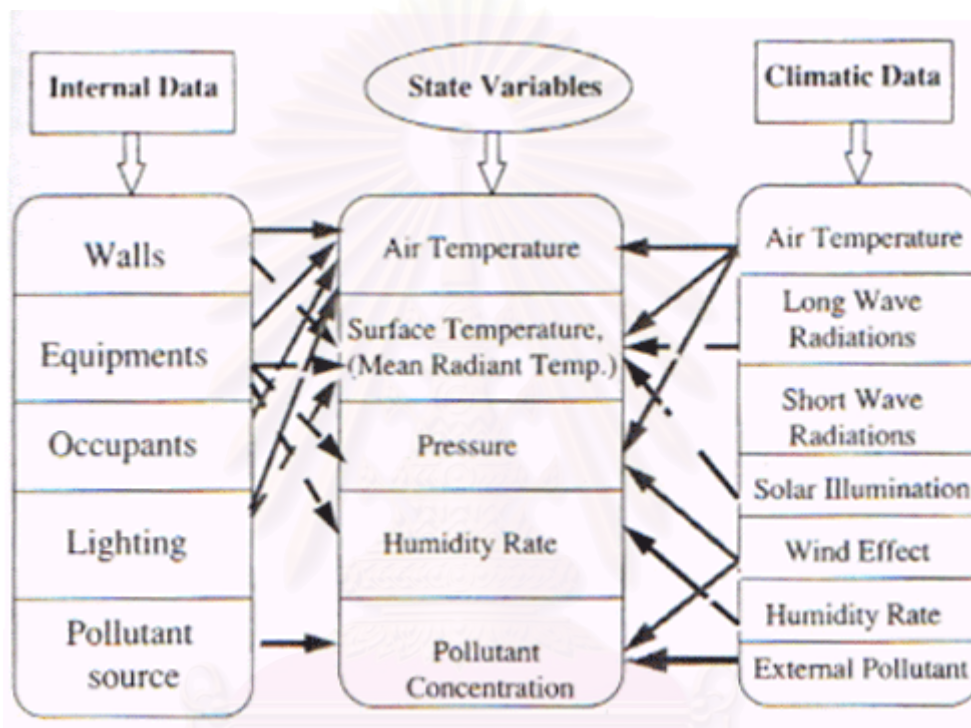 Internal Data
State Variables
Climatic Data
Walls
Equipments
Occupants
Lighting
Pollutant
source
Air Temperature
Surface Temperature,
(Mean Radiant Temp.)
Pressure
Humidity Rate
Pollutant
Concentration
Air Temperature
Long Wave
Radiations
Short Wave
Radiations
Solar Illumination
Wind Effect
Humidity Rate
External Pollutant